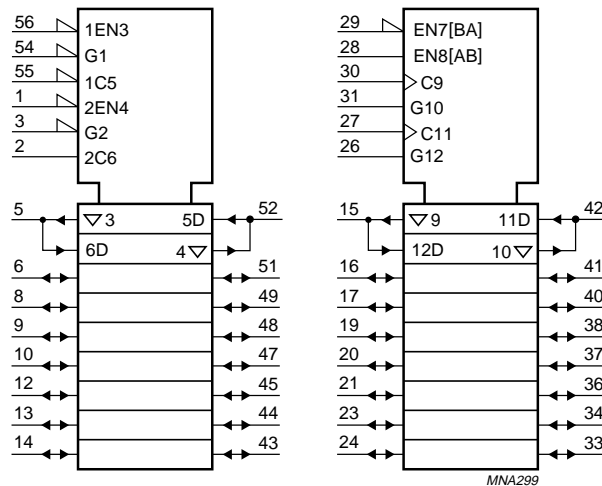 56 1EN3
54 G1
55 1C5
1 2EN4
3 G2
2 2C6
5 ▽3 5D 52
6D 4▽
6 51
8 49
9 48
10 47
12 45
13 44
14 43
29 EN7[BA]
28 EN8[AB]
30 C9
31 G10
27 C11
26 G12
15 ▽9 11D 42
12D 10▽
16 41
17 40
19 38
20 37
21 36
23 34
24 33
MNA299